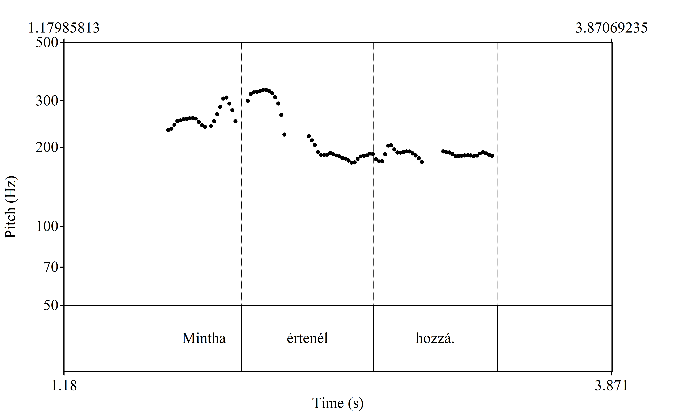 1.17985813 3.87069235
500
300
200
100
70
50
Pitch (Hz)
Mintha értenél hozzá.
1.18 3.871
Time (s)